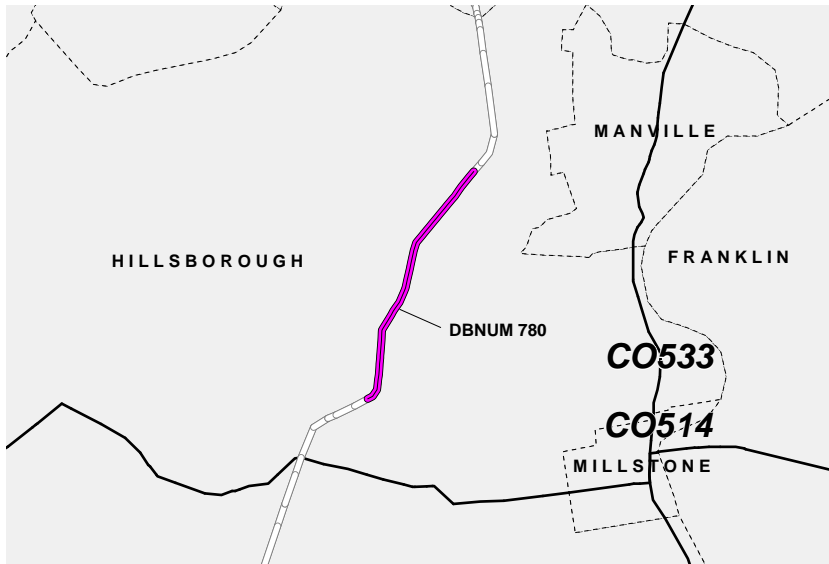 MANVILLE
HILLSBOROUGH
FRANKLIN
DBNUM 780
CO533
CO514
MILLSTONE